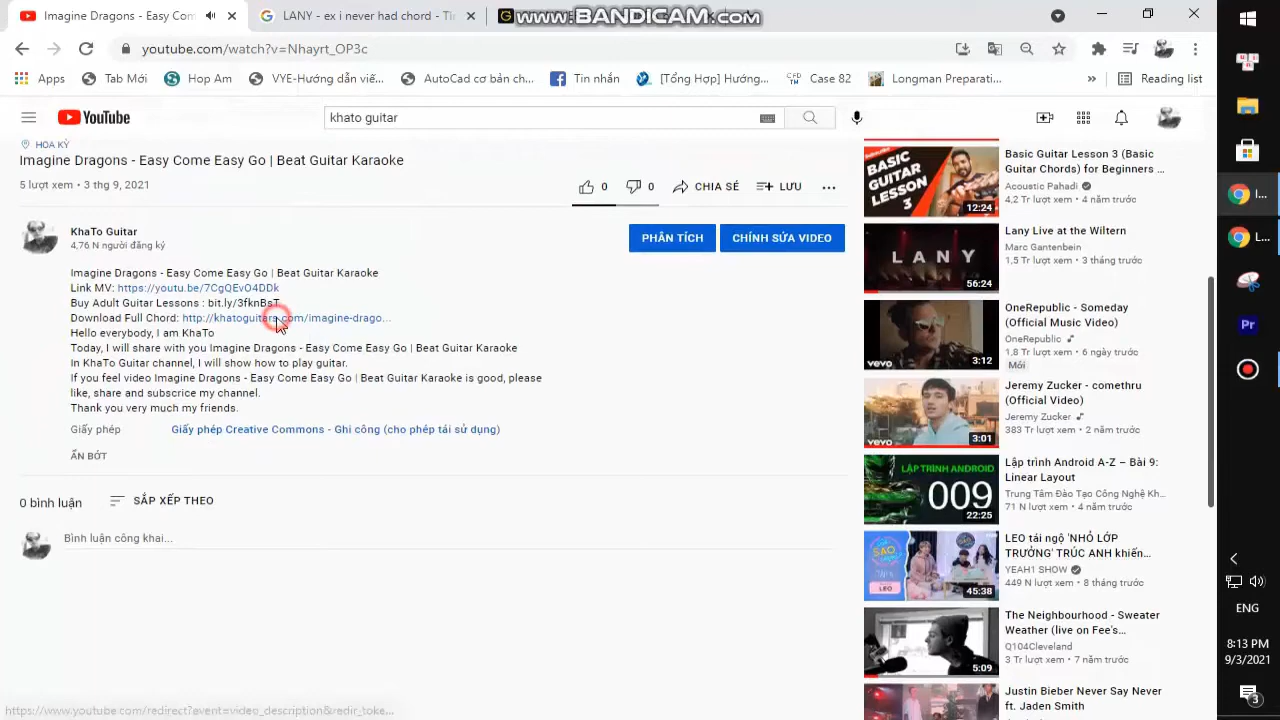 Imagine Dragons - Easy Come Eas
LANY - ex i never had chord - Tì
www.BANDICAM.com
youtube.com/watch?v=Nhayrt_OP3c
Apps
Tab Mới
Hop Am
VYE-Hướng dẫn viế...
AutoCad cơ bản ch...
Tin nhắn
[Tổng Hợp] Hướng...
Case 82
Longman Preparati...
»
Reading list
YouTube
khato guitar
HOA KỲ
Imagine Dragons - Easy Come Easy Go | Beat Guitar Karaoke
5 lượt xem • 3 thg 9, 2021
0
0
CHIA SẺ
LƯU
KhaTo Guitar
4,76 N người đăng ký
PHÂN TÍCH
CHỈNH SỬA VIDEO
Imagine Dragons - Easy Come Easy Go | Beat Guitar Karaoke
Link MV: https://youtu.be/7CgQEvO4DDk
Buy Adult Guitar Lessons : bit.ly/3fknBsT
Download Full Chord: http://khatoguitars.com/imagine-drago...
Hello everybody, I am KhaTo
Today, I will share with you Imagine Dragons - Easy Come Easy Go | Beat Guitar Karaoke
In KhaTo Guitar channel, I will show how to play guitar.
If you feel video Imagine Dragons - Easy Come Easy Go | Beat Guitar Karaoke is good, please
like, share and subscrice my channel.
Thank you very much my friends.
Giấy phép
Giấy phép Creative Commons - Ghi công (cho phép tái sử dụng)
ẨN BỚT
0 bình luận
SẮP XẾP THEO
Bình luận công khai...
BASIC
GUITAR
LESSON
3
12:24
Basic Guitar Lesson 3 (Basic
Guitar Chords) for Beginners ...
Acoustic Pahadi
4,2 Tr lượt xem • 4 năm trước
LANY
56:24
Lany Live at the Wiltern
Marc Gantenbein
1,5 Tr lượt xem • 3 tháng trước
vevo
3:12
OneRepublic - Someday
(Official Music Video)
OneRepublic
1,8 Tr lượt xem • 6 ngày trước
Mới
vevo
3:01
Jeremy Zucker - comethru
(Official Video)
Jeremy Zucker
383 Tr lượt xem • 2 năm trước
LẬP TRÌNH ANDROID
009
22:25
Lập trình Android A-Z – Bài 9:
Linear Layout
Trung Tâm Đào Tạo Công Nghệ Kh...
71 N lượt xem • 4 năm trước
SAO
LEO
45:38
LEO tái ngộ 'NHỎ LỚP
TRƯỞNG' TRÚC ANH khiến...
YEAH1 SHOW
449 N lượt xem • 8 tháng trước
5:09
The Neighbourhood - Sweater
Weather (live on Fee's...
Q104Cleveland
3 Tr lượt xem • 7 năm trước
Justin Bieber Never Say Never
ft. Jaden Smith
https://www.youtube.com/redirect?event=video_description&redir_toke...
I...
L...
Pr
ENG
8:13 PM
9/3/2021
3